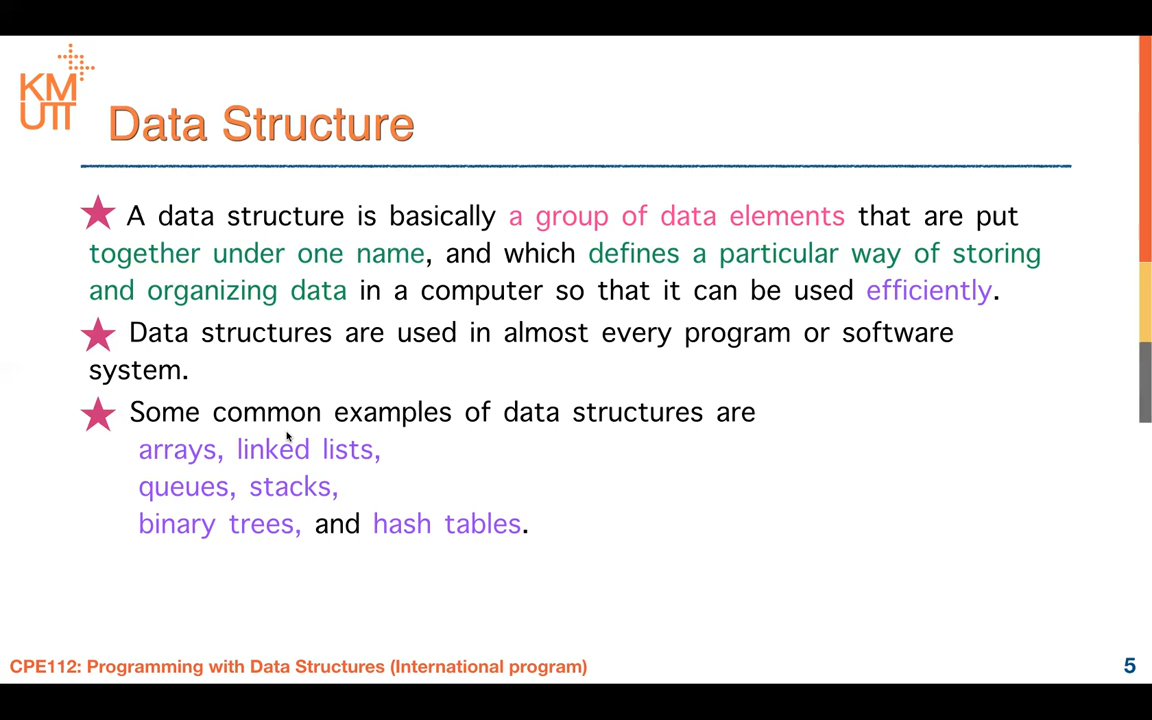 KM
UTT
Data Structure
A data structure is basically a group of data elements that are put
together under one name, and which defines a particular way of storing
and organizing data in a computer so that it can be used efficiently.
Data structures are used in almost every program or software
system.
Some common examples of data structures are
arrays, linked lists,
queues, stacks,
binary trees, and hash tables.
CPE112: Programming with Data Structures (International program)
5